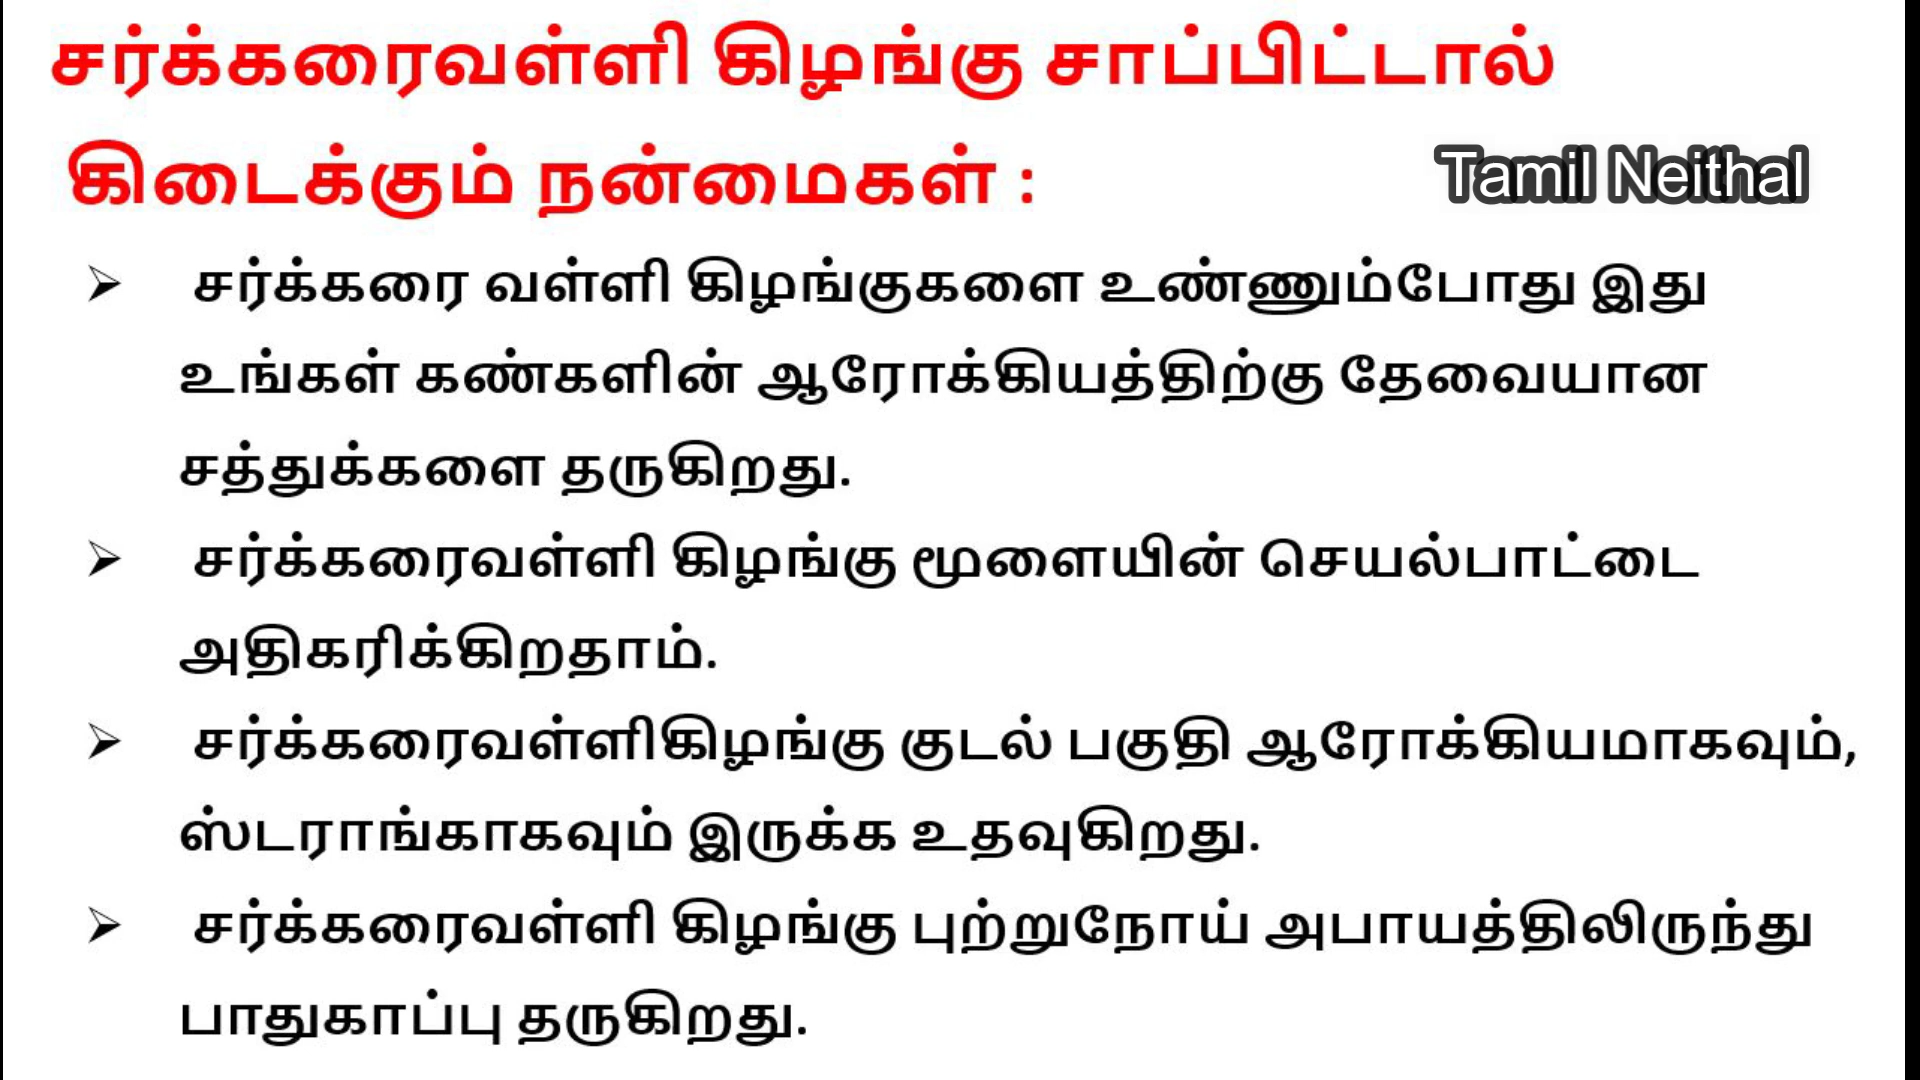 சர்க்கரைவள்ளி கிழங்கு சாப்பிட்டால்
கிடைக்கும் நன்மைகள் :
Tamil Neithal
➢ சர்க்கரை வள்ளி கிழங்குகளை உண்ணும்போது இது
உங்கள் கண்களின் ஆரோக்கியத்திற்கு தேவையான
சத்துக்களை தருகிறது.
➢ சர்க்கரைவள்ளி கிழங்கு மூளையின் செயல்பாட்டை
அதிகரிக்கிறதாம்.
➢ சர்க்கரைவள்ளிகிழங்கு குடல் பகுதி ஆரோக்கியமாகவும்,
ஸ்டராங்காகவும் இருக்க உதவுகிறது.
➢ சர்க்கரைவள்ளி கிழங்கு புற்றுநோய் அபாயத்திலிருந்து
பாதுகாப்பு தருகிறது.